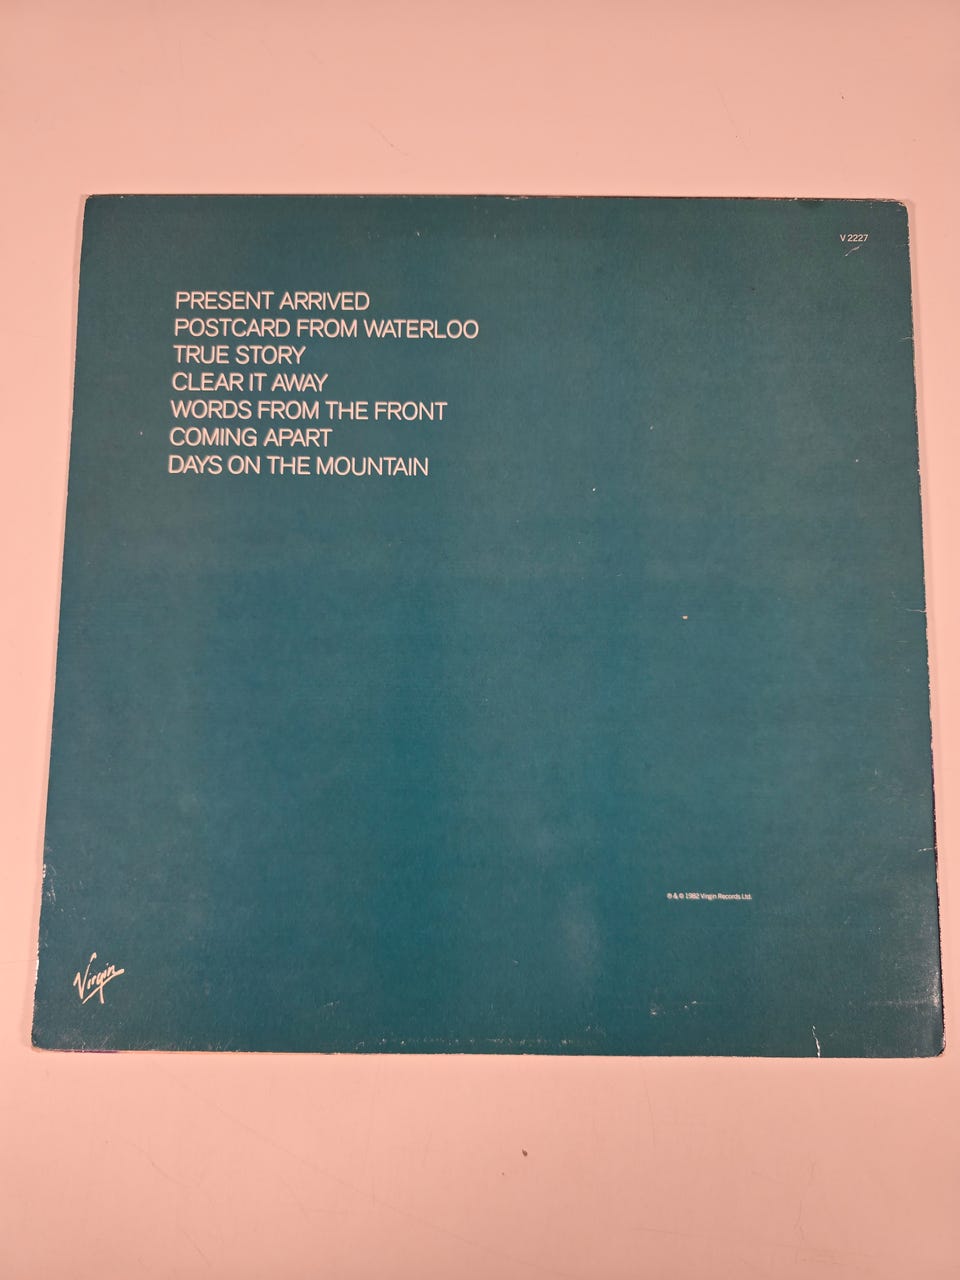 V 2227
PRESENT ARRIVED
POSTCARD FROM WATERLOO
TRUE STORY
CLEAR IT AWAY
WORDS FROM THE FRONT
COMING APART
DAYS ON THE MOUNTAIN
℗ & © 1982 Virgin Records Ltd.
Virgin